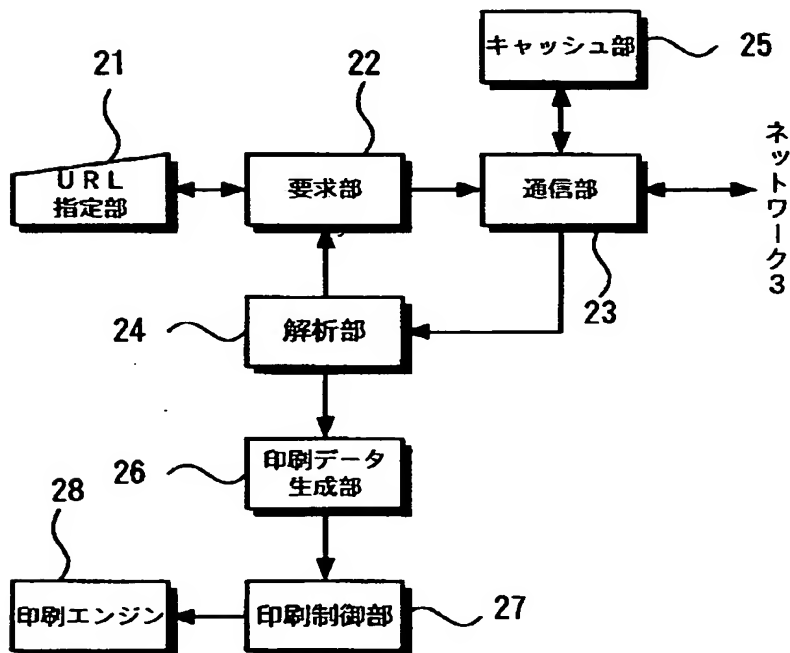 キャッシュ部
25
21
22
URL
指定部
要求部
通信部
ネットワーク3
23
24
解析部
26
印刷データ
生成部
28
印刷エンジン
印刷制御部
27